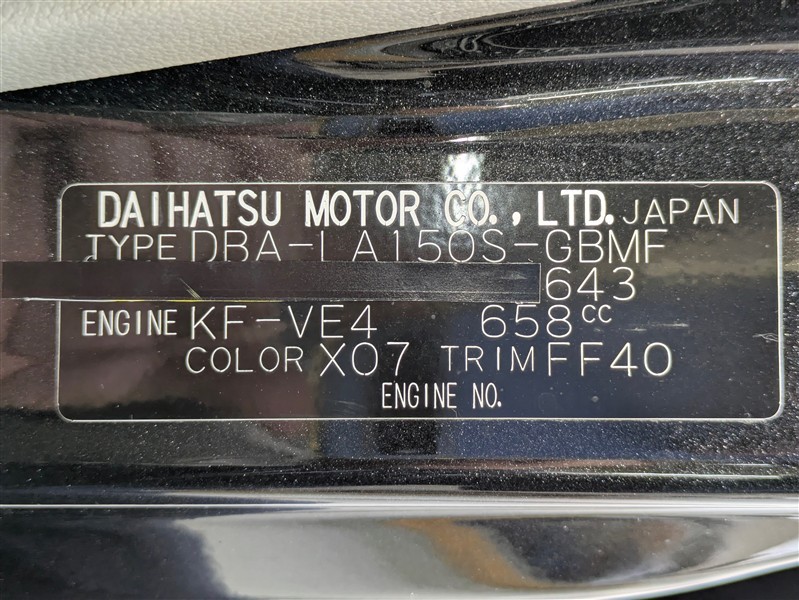 DAIHATSU MOTOR CO., LTD. JAPAN
TYPE DBA-LA150S-GBMF
643
ENGINE KF-VE4 658CC
COLOR X07 TRIM FF40
ENGINE NO.